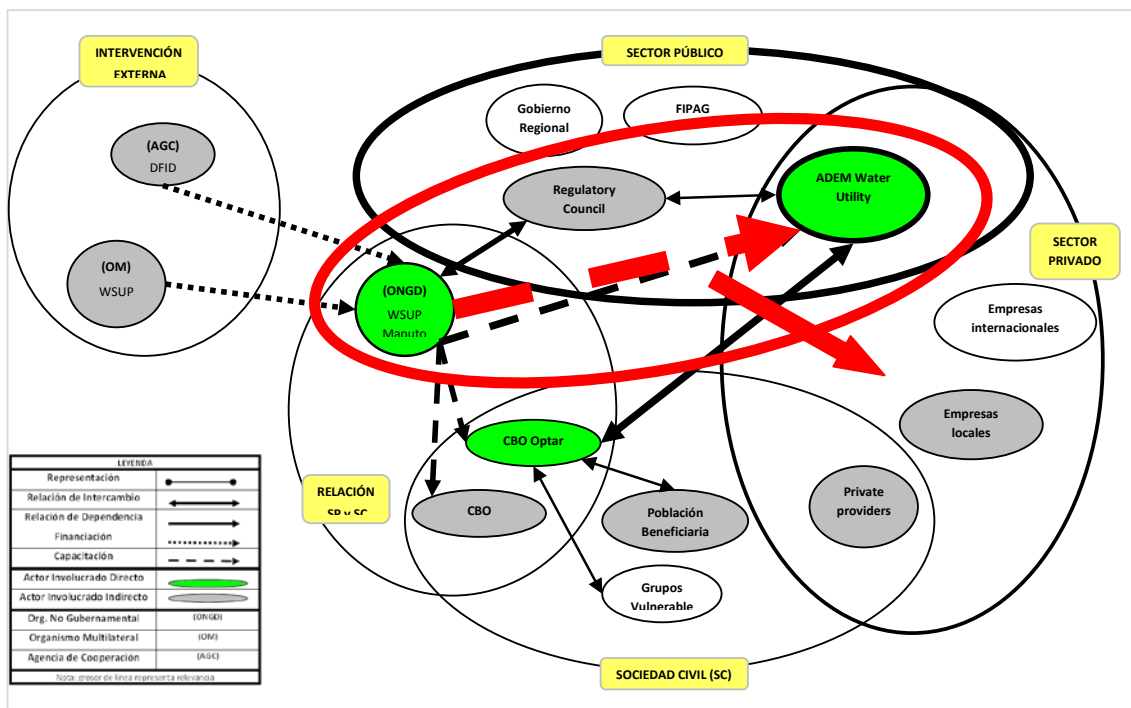 INTERVENCIÓN
EXTERNA
SECTOR PÚBLICO
Gobierno
Regional
FIPAG
(AGC)
DFID
Regulatory
Council
ADEM Water
Utility
SECTOR
PRIVADO
(OM)
WSUP
(ONGD)
WSUP
Maputo
Empresas
internacionales
Empresas
locales
CBO Optar
RELACIÓN
SP y SC
CBO
Población
Beneficiaria
Private
providers
Grupos
Vulnerable
SOCIEDAD CIVIL (SC)
LEYENDA
Representación
Relación de Intercambio
Relación de Dependencia
Financiación
Capacitación
Actor Involucrado Directo
Actor Involucrado Indirecto
Org. No Gubernamental (ONGD)
Organismo Multilateral (OM)
Agencia de Cooperación (AGC)
Nota: grosor de linea representa relevancia